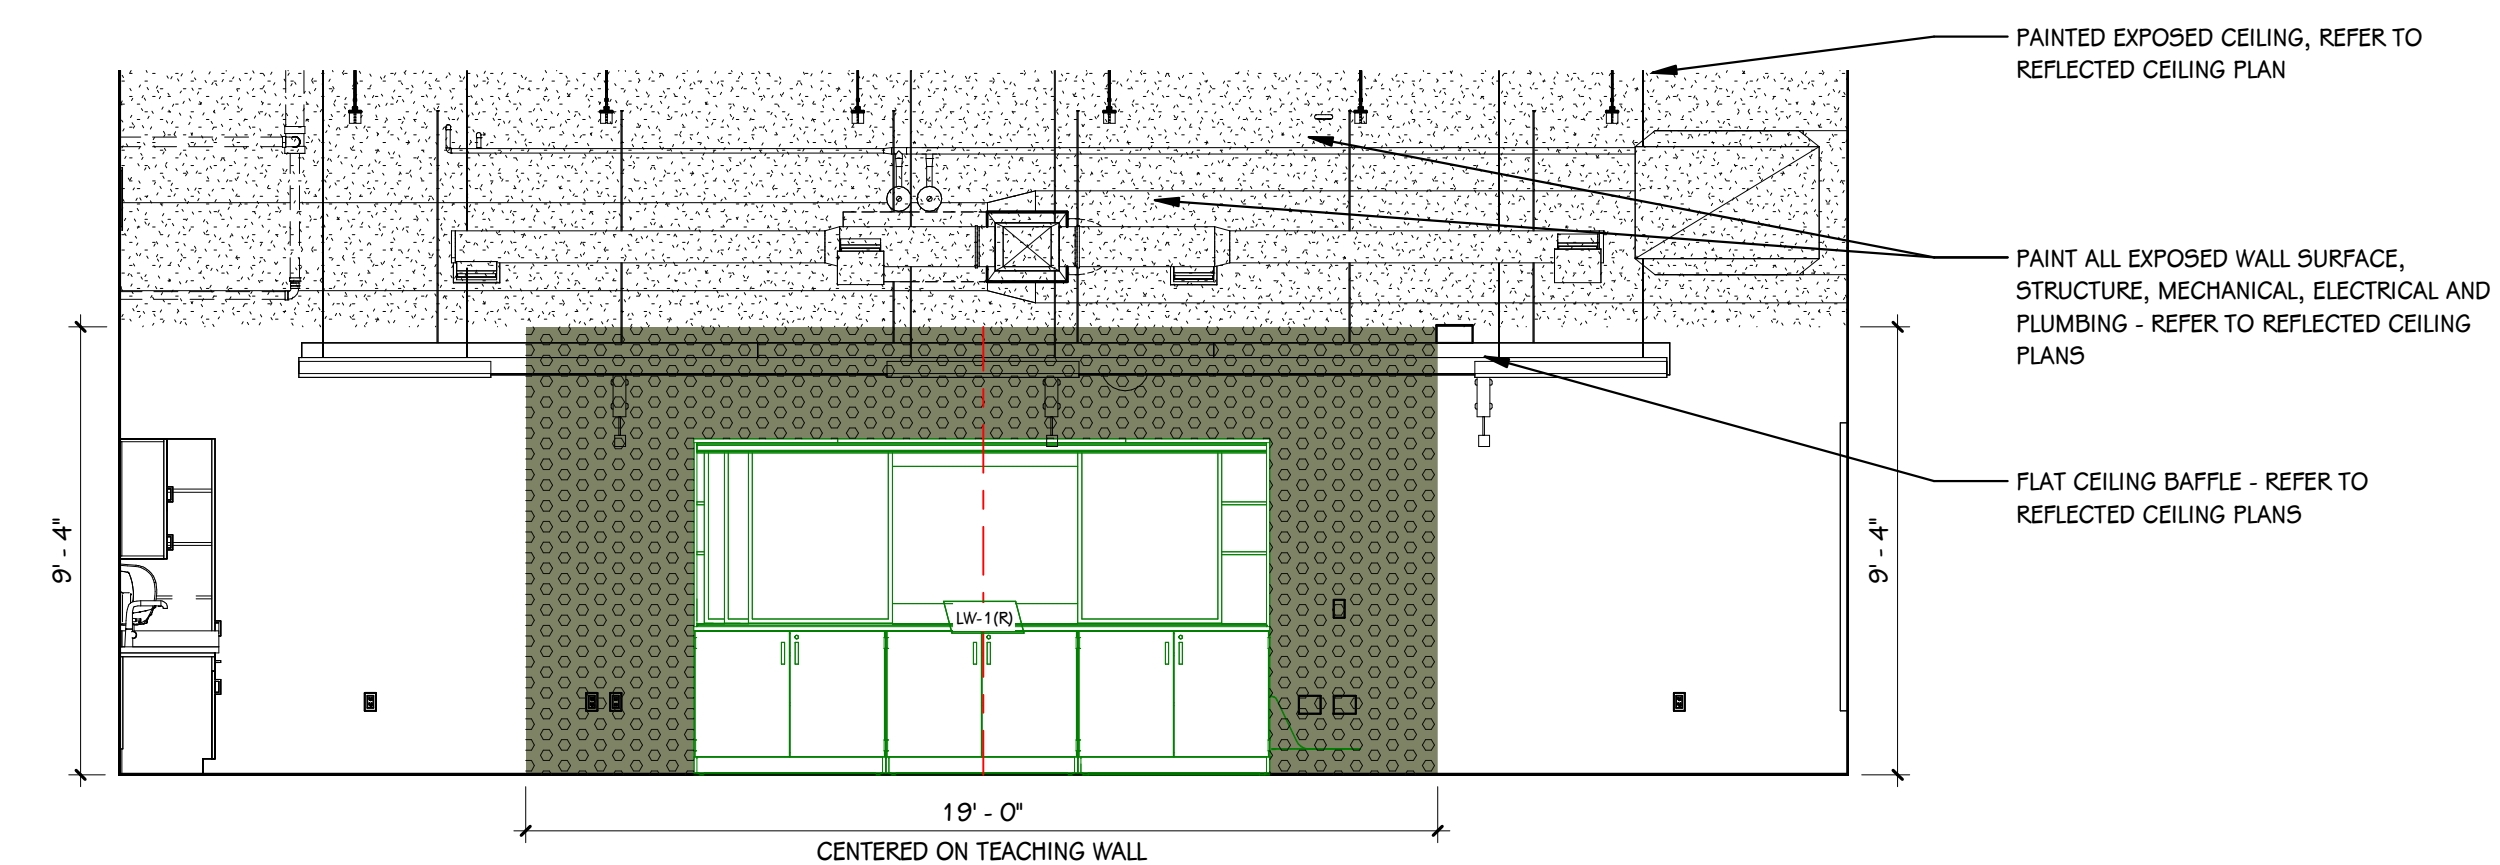 PAINTED EXPOSED CEILING, REFER TO
REFLECTED CEILING PLAN
PAINT ALL EXPOSED WALL SURFACE,
STRUCTURE, MECHANICAL, ELECTRICAL AND
PLUMBING - REFER TO REFLECTED CEILING
PLANS
FLAT CEILING BAFFLE - REFER TO
REFLECTED CEILING PLANS
9' - 4"
9' - 4"
LW-1(R)
19' - 0"
CENTERED ON TEACHING WALL